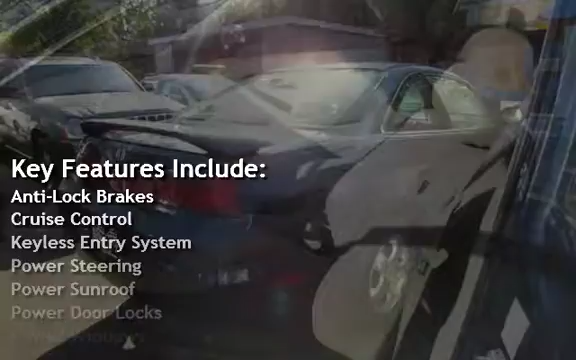 Key Features Include:
Anti-Lock Brakes
Cruise Control
Keyless Entry System
Power Steering
Power Sunroof
Power Door Locks